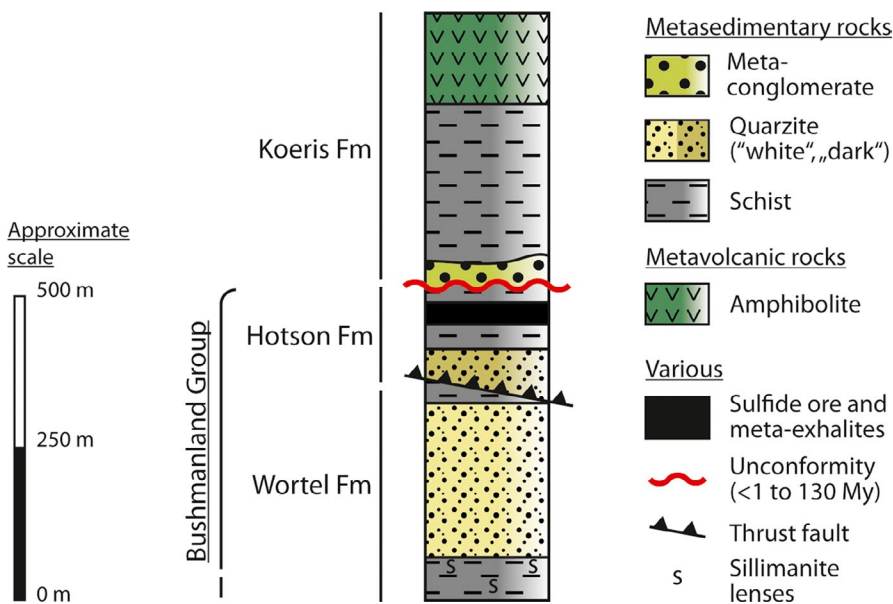 Koeris Fm
Hotson Fm
Wortel Fm
Bushmanland Group
Approximate
scale
500 m
250 m
0 m
s
s
s
Metasedimentary rocks
Meta-
conglomerate
Quarzite
(“white“,„dark“)
Schist
Metavolcanic rocks
Amphibolite
Various
Sulfide ore and
meta-exhalites
Unconformity
(<1 to 130 My)
Thrust fault
s
Sillimanite
lenses